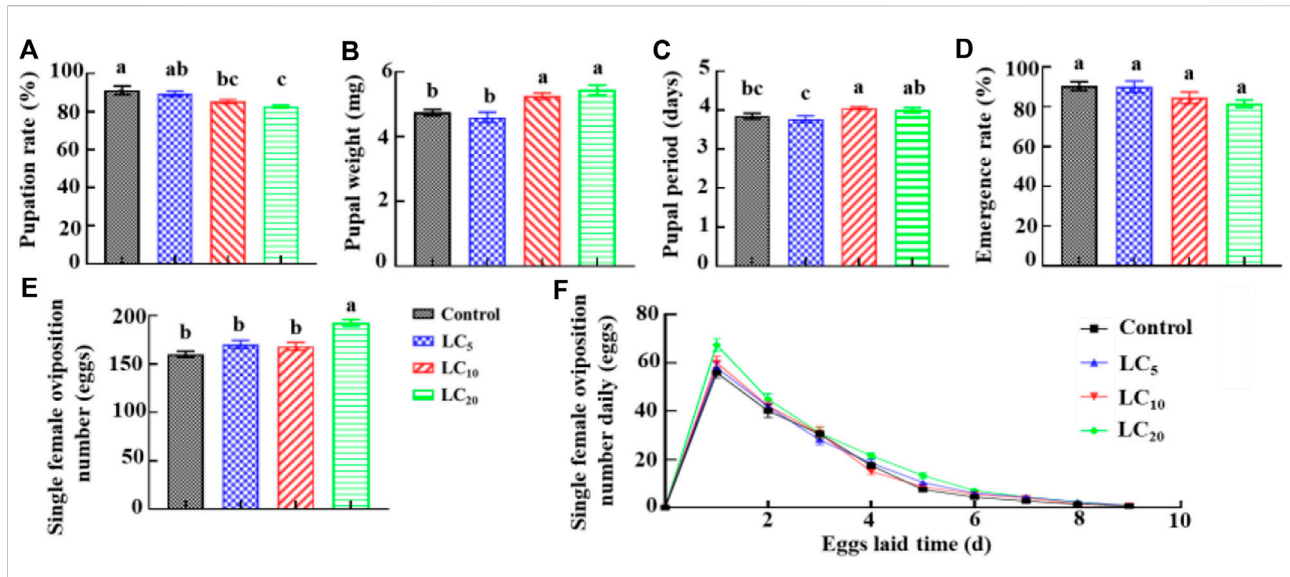 A
a
ab
bc
c
Pupation rate (%)
100
80
60
40
20
0
B
b
b
a
a
Pupal weight (mg)
6
4
2
0
C
bc
c
a
ab
Pupal period (days)
5
4
3
2
1
0
D
a
a
a
a
Emergence rate (%)
100
80
60
40
20
0
E
b
b
b
a
Single female oviposition
number (eggs)
200
150
100
50
0
Control
LC5
LC10
LC20
F
Single female oviposition
number daily (eggs)
80
60
40
20
0
2
4
6
8
10
Eggs laid time (d)
Control
LC5
LC10
LC20